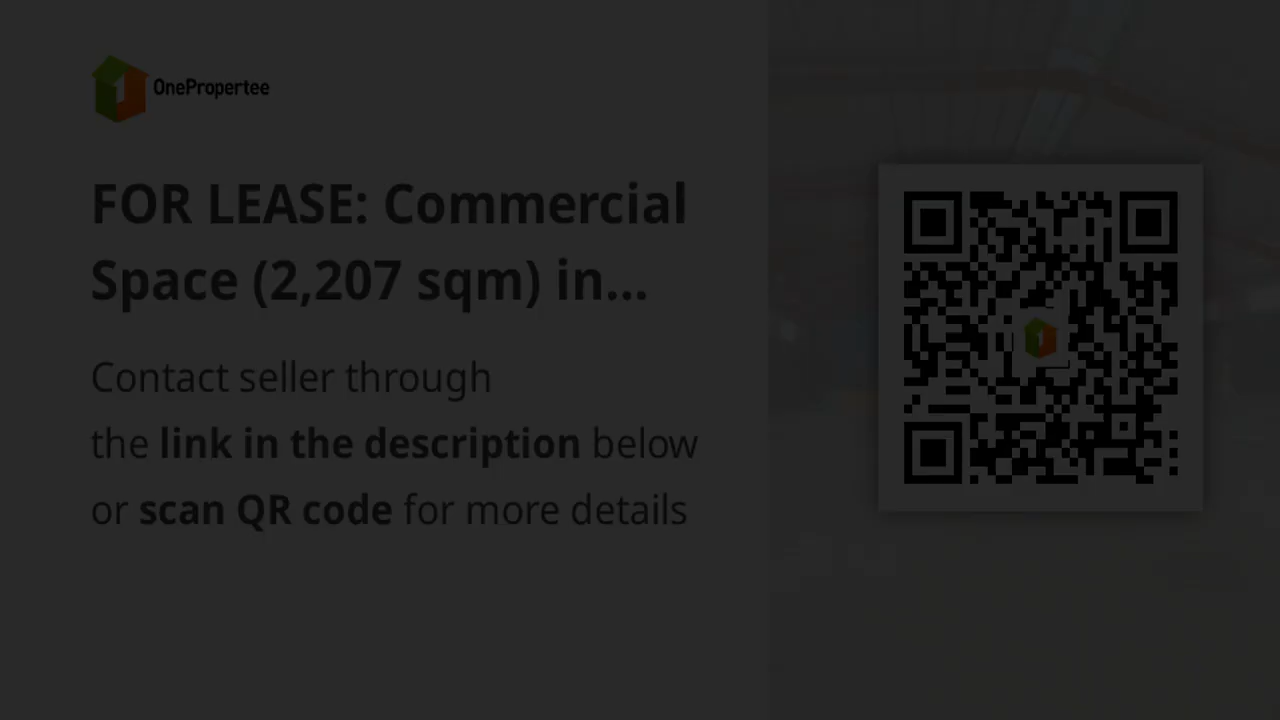 OnePropertee
FOR LEASE: Commercial
Space (2,207 sqm) in...
Contact seller through
the link in the description below
or scan QR code for more details